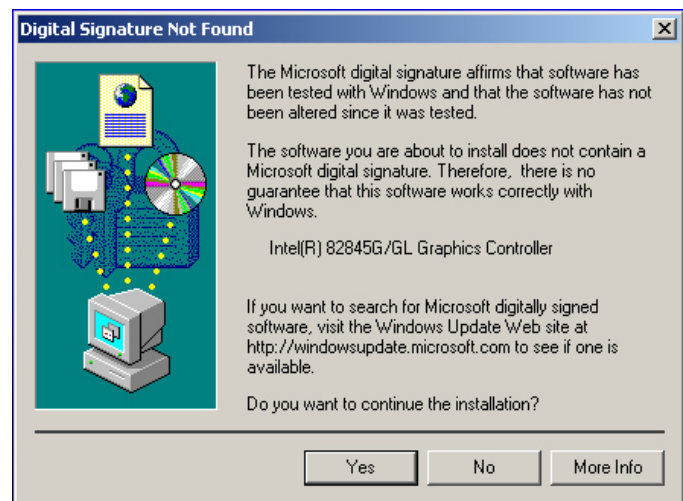 Digital Signature Not Found
The Microsoft digital signature affirms that software has
been tested with Windows and that the software has not
been altered since it was tested.
The software you are about to install does not contain a
Microsoft digital signature. Therefore,  there is no
guarantee that this software works correctly with
Windows.
Intel(R) 82845G/GL Graphics Controller
If you want to search for Microsoft digitally signed
software, visit the Windows Update Web site at
http://windowsupdate.microsoft.com to see if one is
available.
Do you want to continue the installation?
Yes
No
More Info